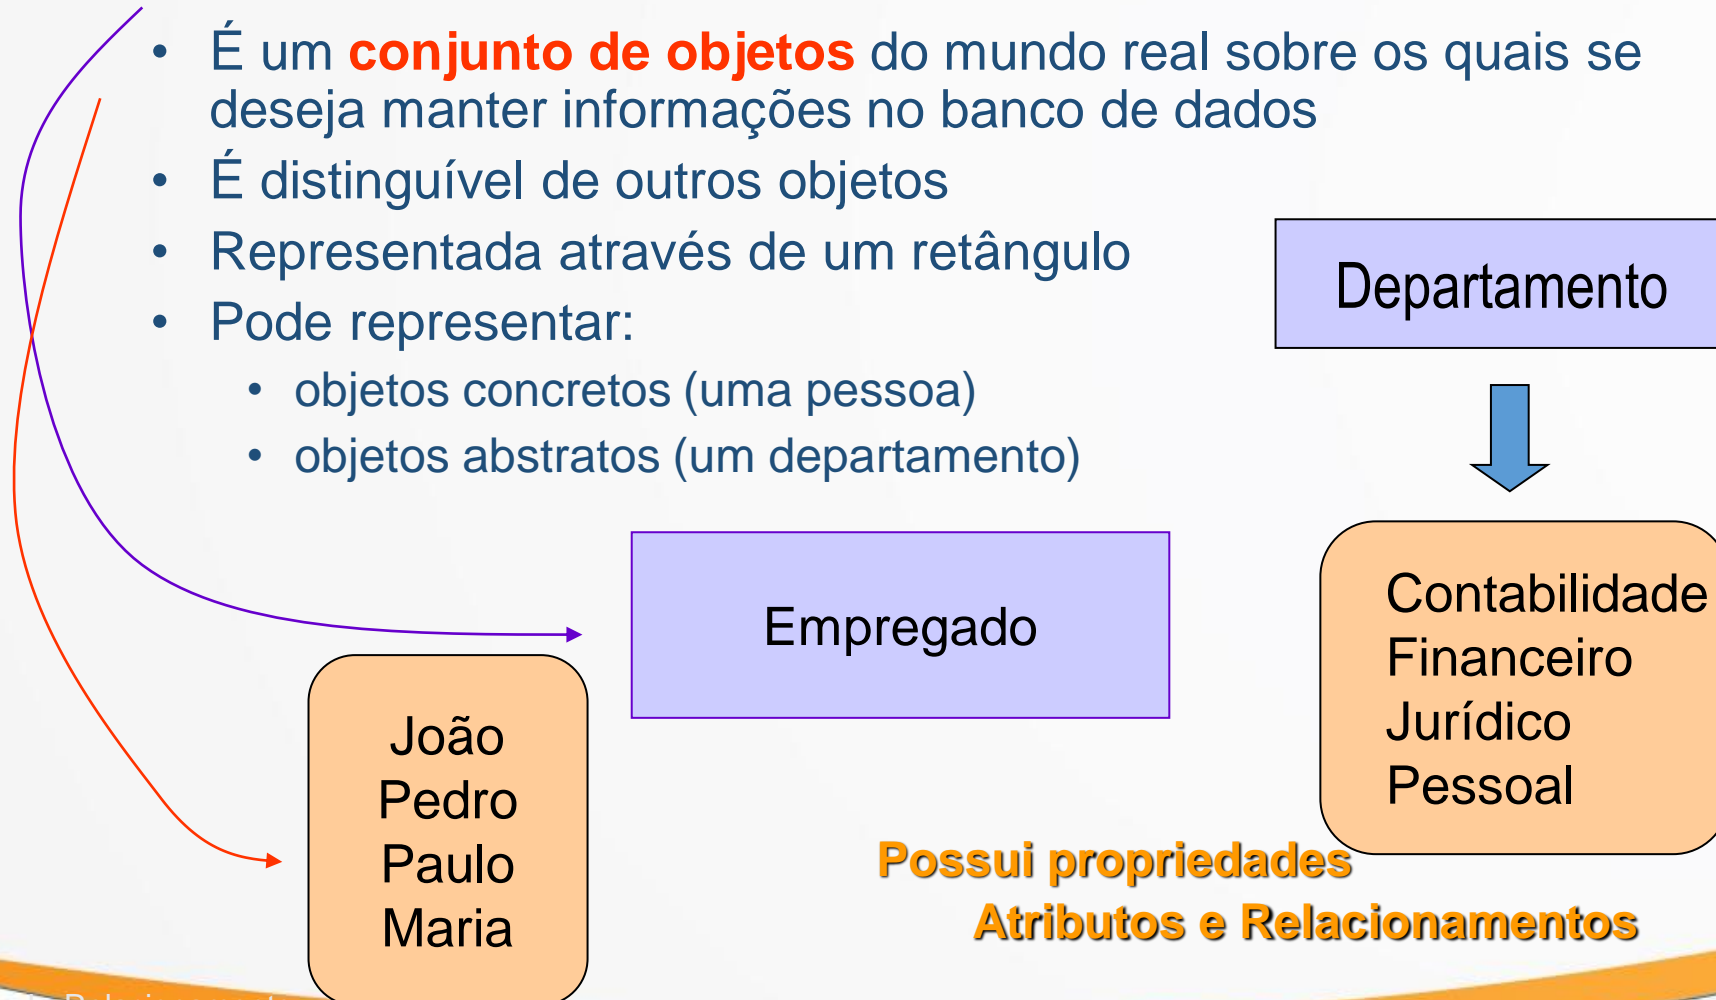 • É um conjunto de objetos do mundo real sobre os quais se
deseja manter informações no banco de dados
• É distinguível de outros objetos
• Representada através de um retângulo
• Pode representar:
• objetos concretos (uma pessoa)
• objetos abstratos (um departamento)
Departamento
Empregado
Contabilidade
Financeiro
Jurídico
Pessoal
João
Pedro
Paulo
Maria
Possui propriedades
Atributos e Relacionamentos